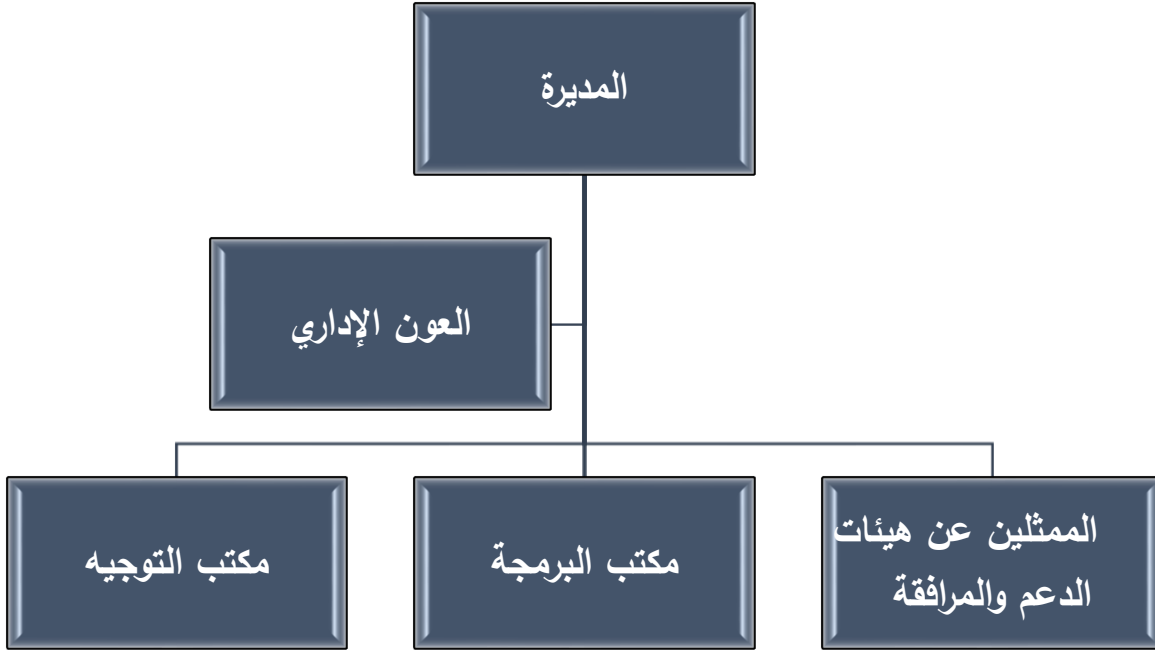 المديرة
العون الإداري
الممثلين عن هيئات
الدعم والمرافقة
مكتب البرمجة
مكتب التوجيه